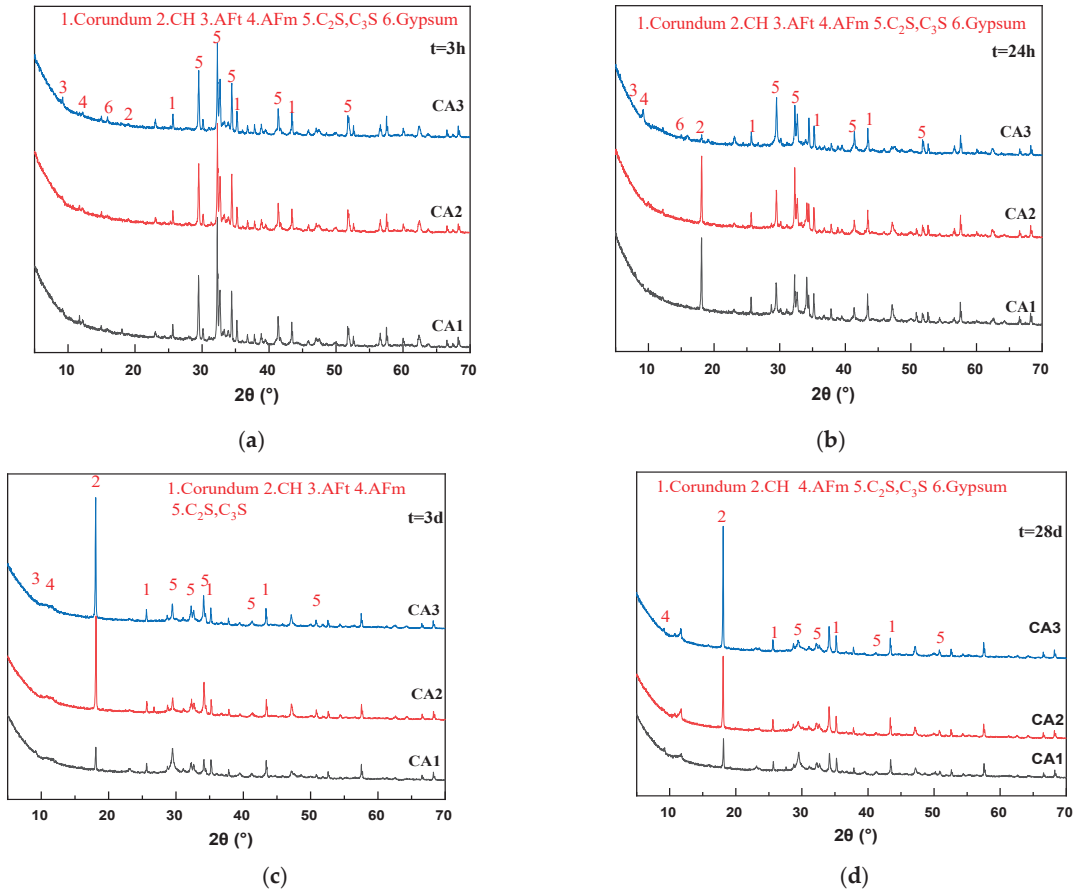 1.Corundum 2.CH 3.AFt 4.AFm 5.C₂S,C₃S 6.Gypsum
t=3h
5
5
5
3
4
6
2
1
1
5
1
5
CA3
CA2
CA1
10 20 30 40 50 60 70
2θ (°)
(a)
1.Corundum 2.CH 3.AFt 4.AFm 5.C₂S,C₃S 6.Gypsum
t=24h
3
4
6
2
1
5
5
1
5
1
5
CA3
CA2
CA1
10 20 30 40 50 60 70
2θ (°)
(b)
2
1.Corundum 2.CH 3.AFt 4.AFm
5.C₂S,C₃S
t=3d
3
4
1
5
5
5
1
5
1
5
CA3
CA2
CA1
10 20 30 40 50 60 70
2θ (°)
(c)
1.Corundum 2.CH 4.AFm 5.C₂S,C₃S 6.Gypsum
2
t=28d
4
1
5
5
1
5
1
5
CA3
CA2
CA1
10 20 30 40 50 60 70
2θ (°)
(d)